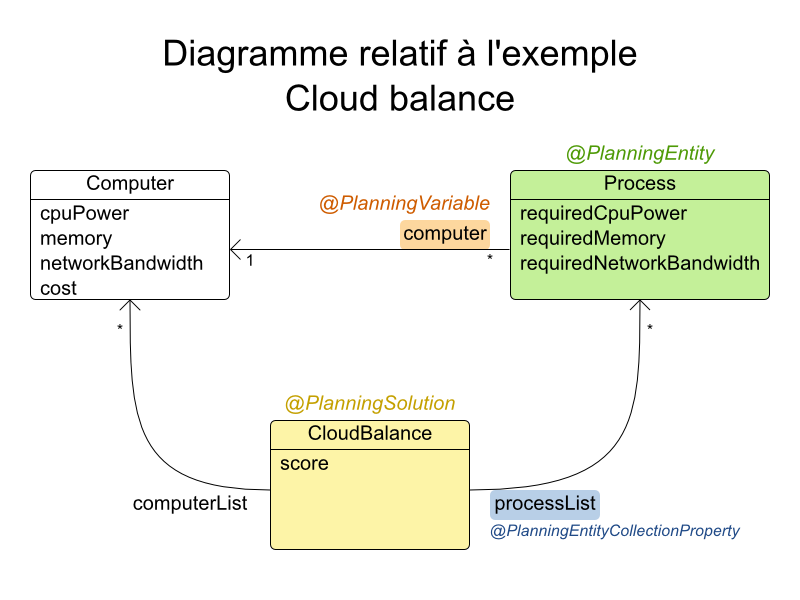 Diagramme relatif à l'exemple
Cloud balance
@PlanningEntity
Computer
cpuPower
memory
networkBandwidth
cost
@PlanningVariable
computer
1
*
Process
requiredCpuPower
requiredMemory
requiredNetworkBandwidth
*
*
@PlanningSolution
CloudBalance
score
computerList
processList
@PlanningEntityCollectionProperty